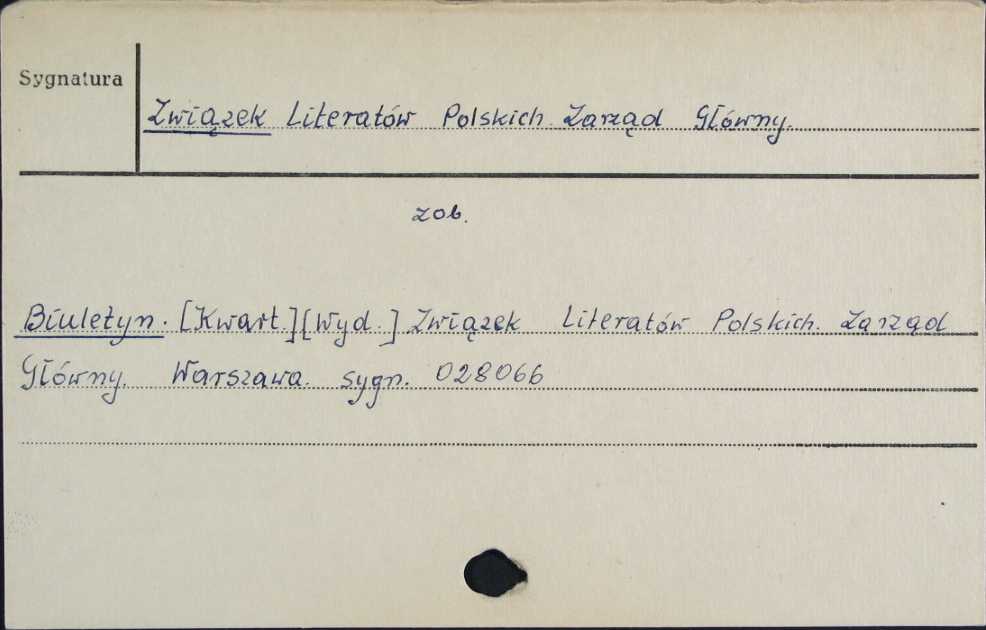 Sygnatura
Związek Literatów Polskich. Zarząd Główny.
zob.
Biuletyn. [Kwart.][Wyd.] Związek Literatów Polskich. Zarząd
Główny. Warszawa. sygn. 028066